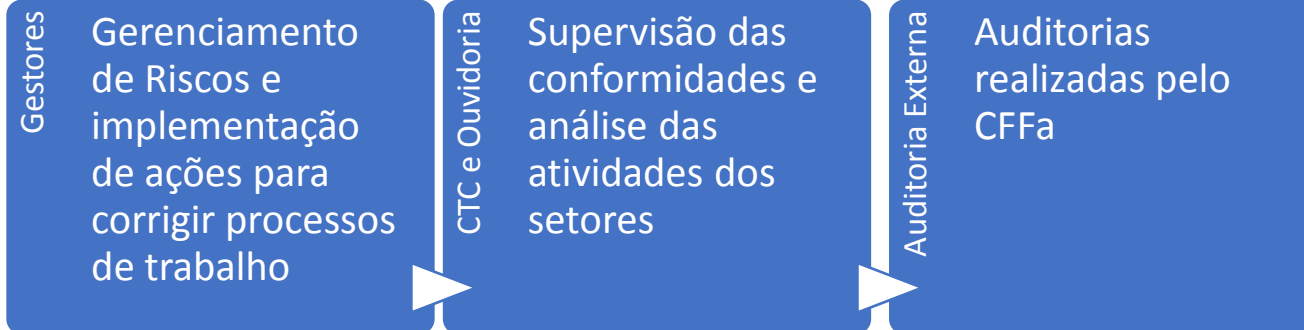 Gestores
Gerenciamento
de Riscos e
implementação
de ações para
corrigir processos
de trabalho
CTC e Ouvidoria
Supervisão das
conformidades e
análise das
atividades dos
setores
Auditoria Externa
Auditorias
realizadas pelo
CFFa